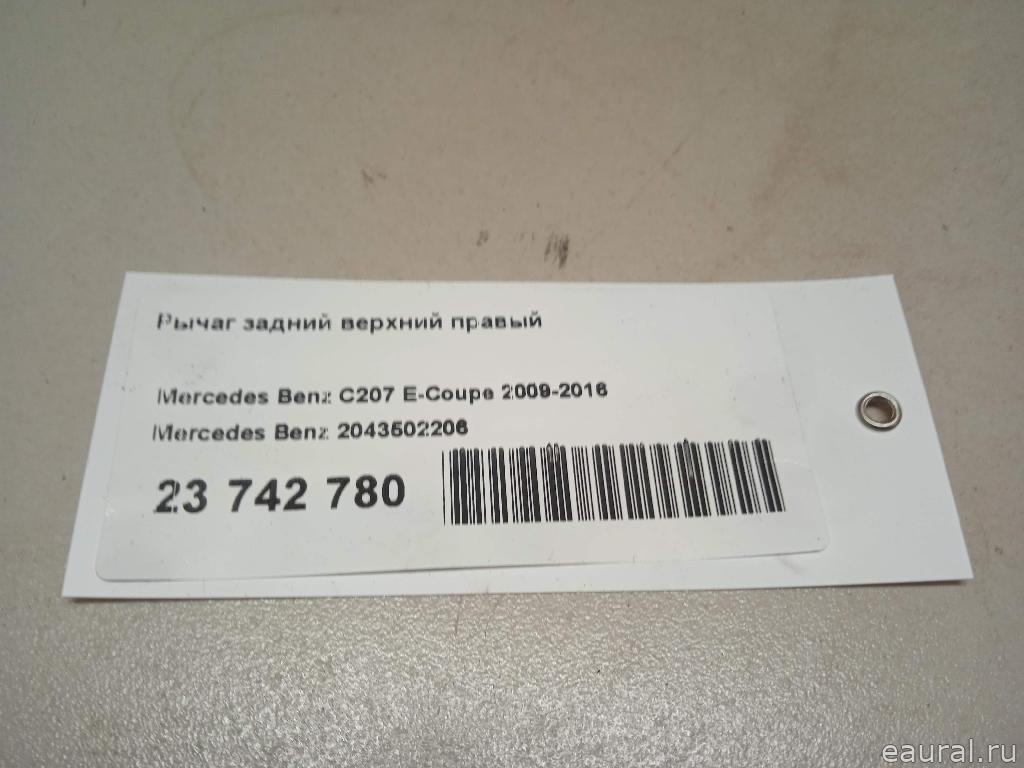 Рычаг задний верхний правый
Mercedes Benz C207 E-Coupe 2009-2016
Mercedes Benz 2043502206
23 742 780
eaural.ru